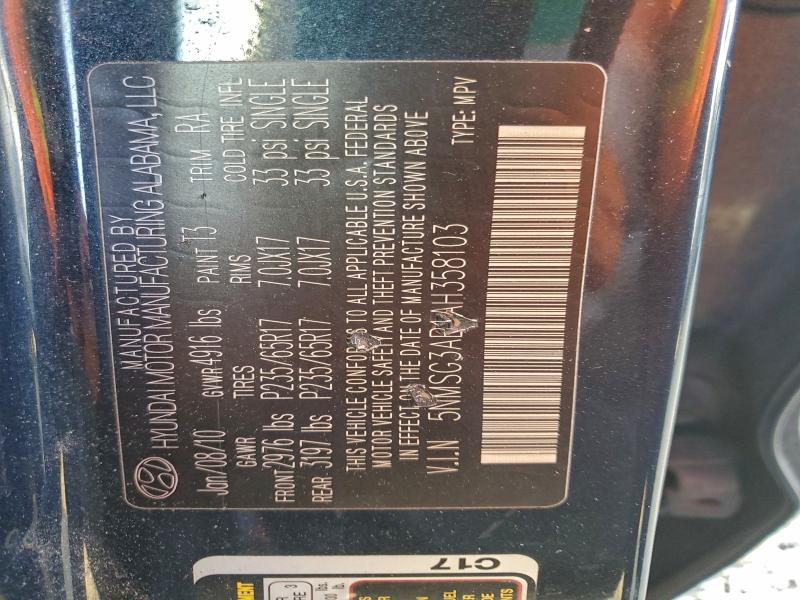 MANUFACTURED BY
HYUNDAI MOTOR MANUFACTURING ALABAMA, LLC
Jan/08/10 GVWR 4916 lbs PAINT T3 TRIM RA
GAWR TIRES RIMS COLD TIRE INFL
FRONT 2976 lbs P235/65R17 7.0JX17 33 psi SINGLE
REAR 3197 lbs P235/65R17 7.0JX17 33 psi SINGLE
THIS VEHICLE CONFORMS TO ALL APPLICABLE U.S.A. FEDERAL
MOTOR VEHICLE SAFETY AND THEFT PREVENTION STANDARDS
IN EFFECT ON THE DATE OF MANUFACTURE SHOWN ABOVE
V.I.N TYPE: MPV
C17